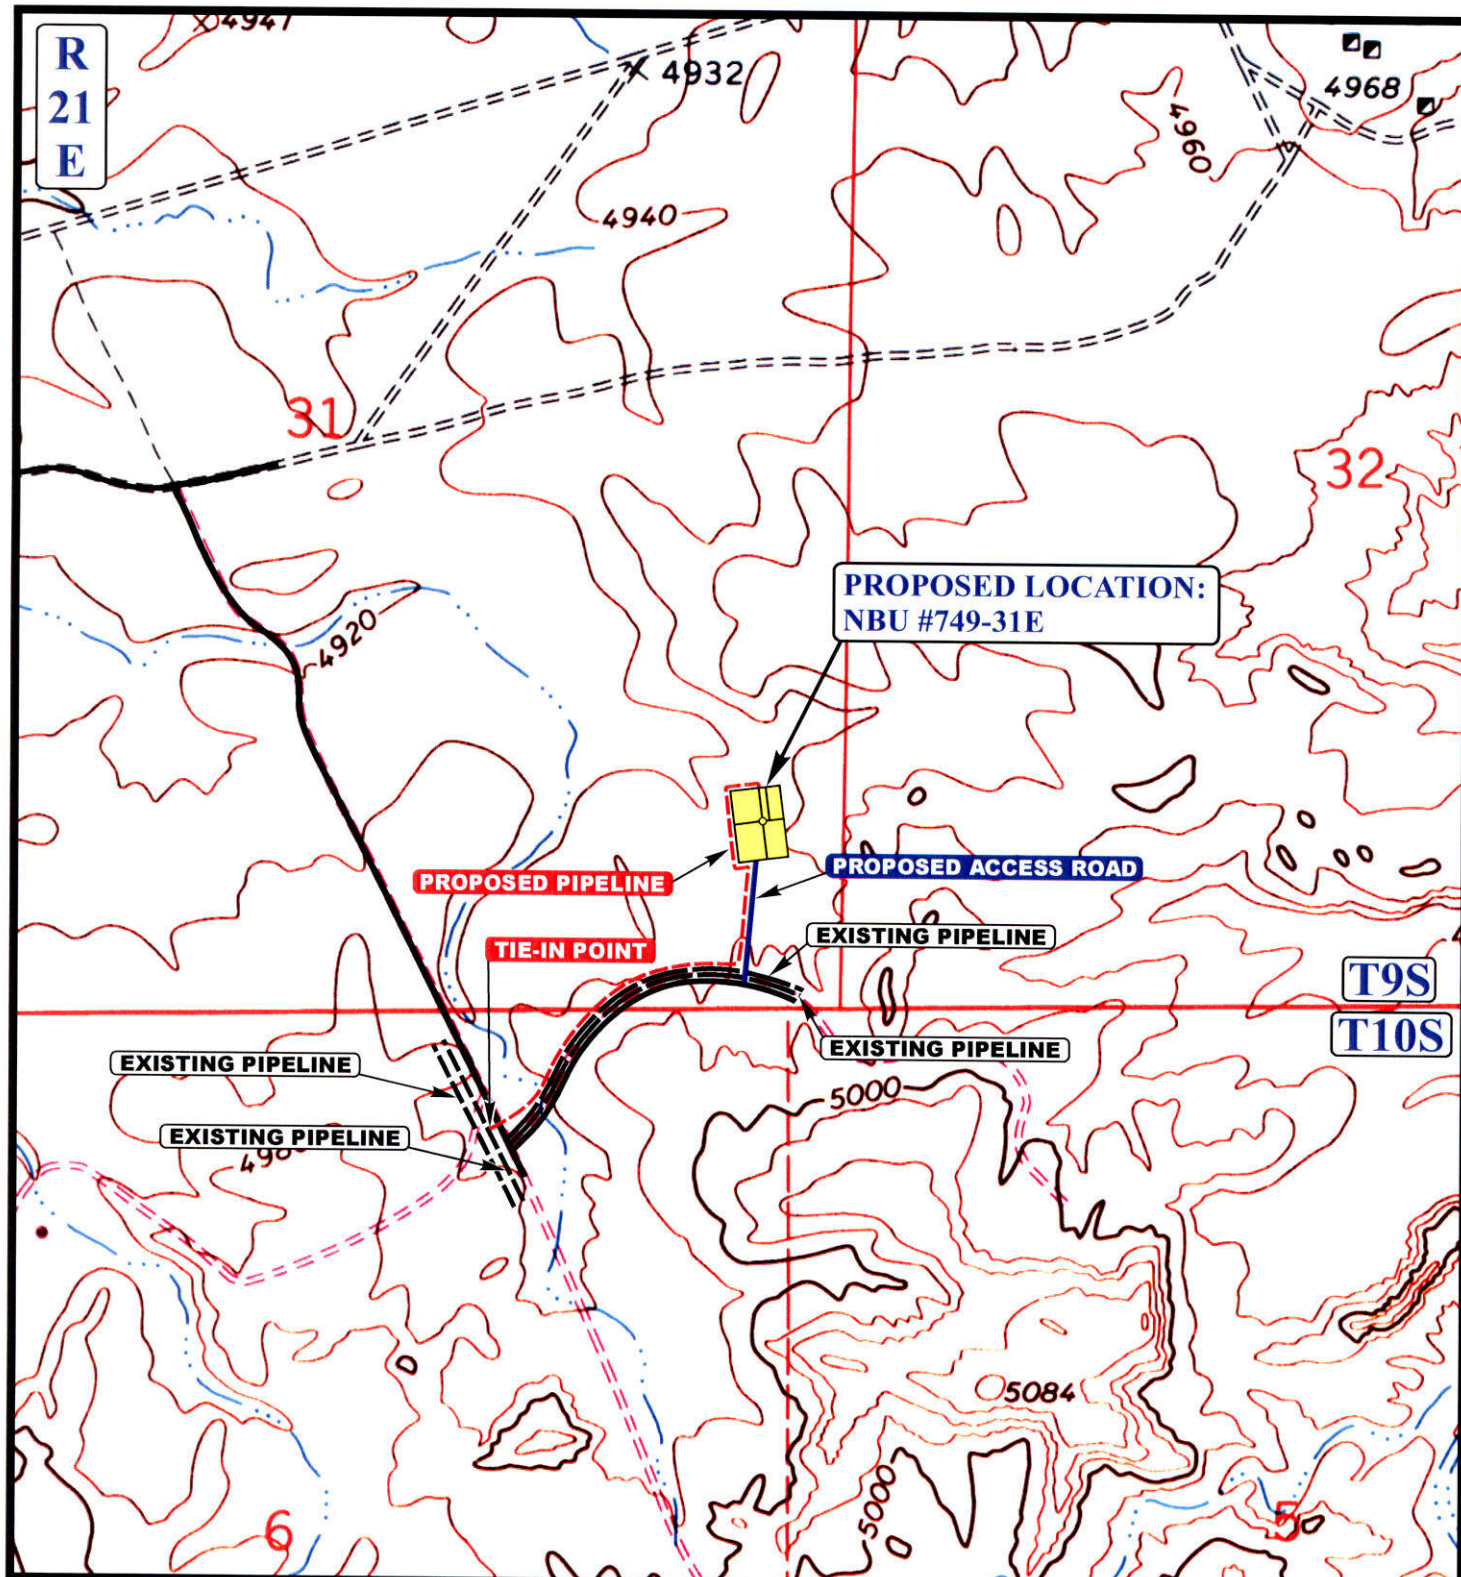 4947
R
21
E
4932
4968
4960
4940
31
32
PROPOSED LOCATION:
NBU #749-31E
4920
PROPOSED PIPELINE
PROPOSED ACCESS ROAD
TIE-IN POINT
EXISTING PIPELINE
T9S
T10S
EXISTING PIPELINE
EXISTING PIPELINE
5000
EXISTING PIPELINE
5084
5000
6
5